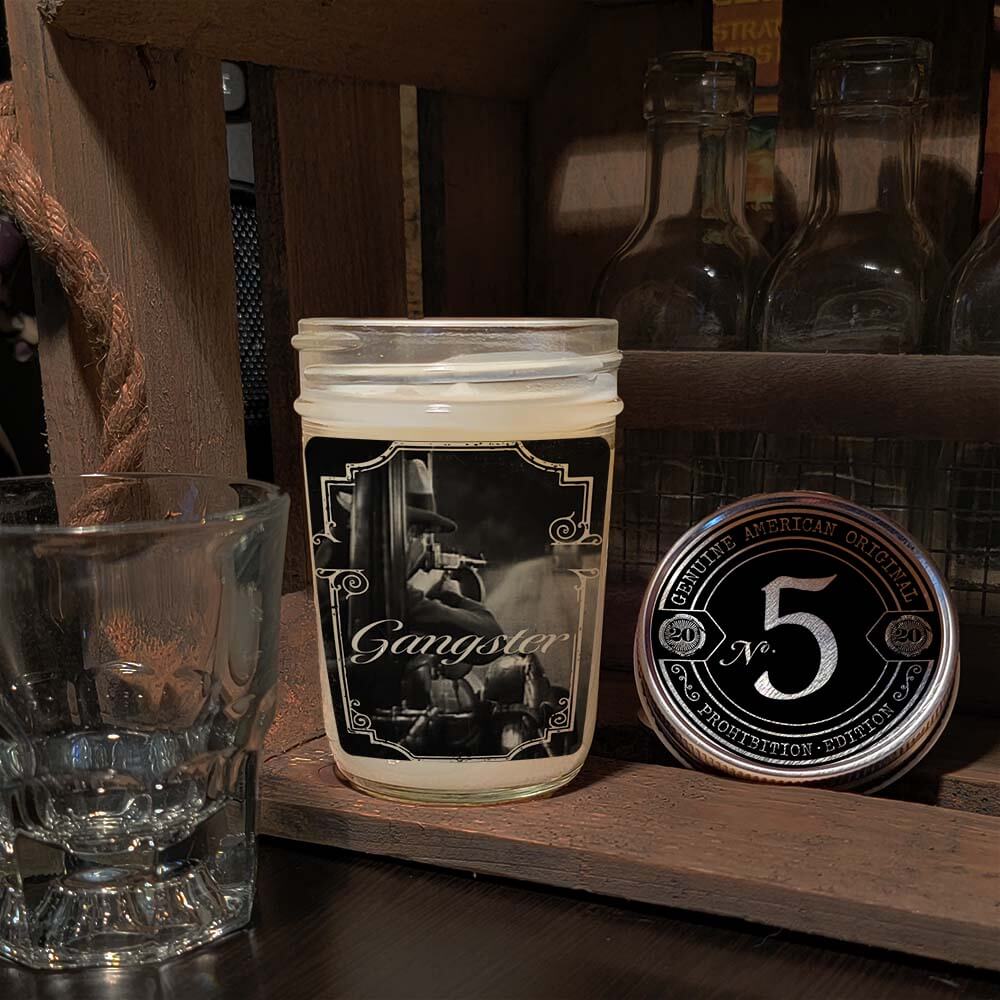 Gangster
GENUINE AMERICAN ORIGINAL
20
No. 5
20
PROHIBITION · EDITION